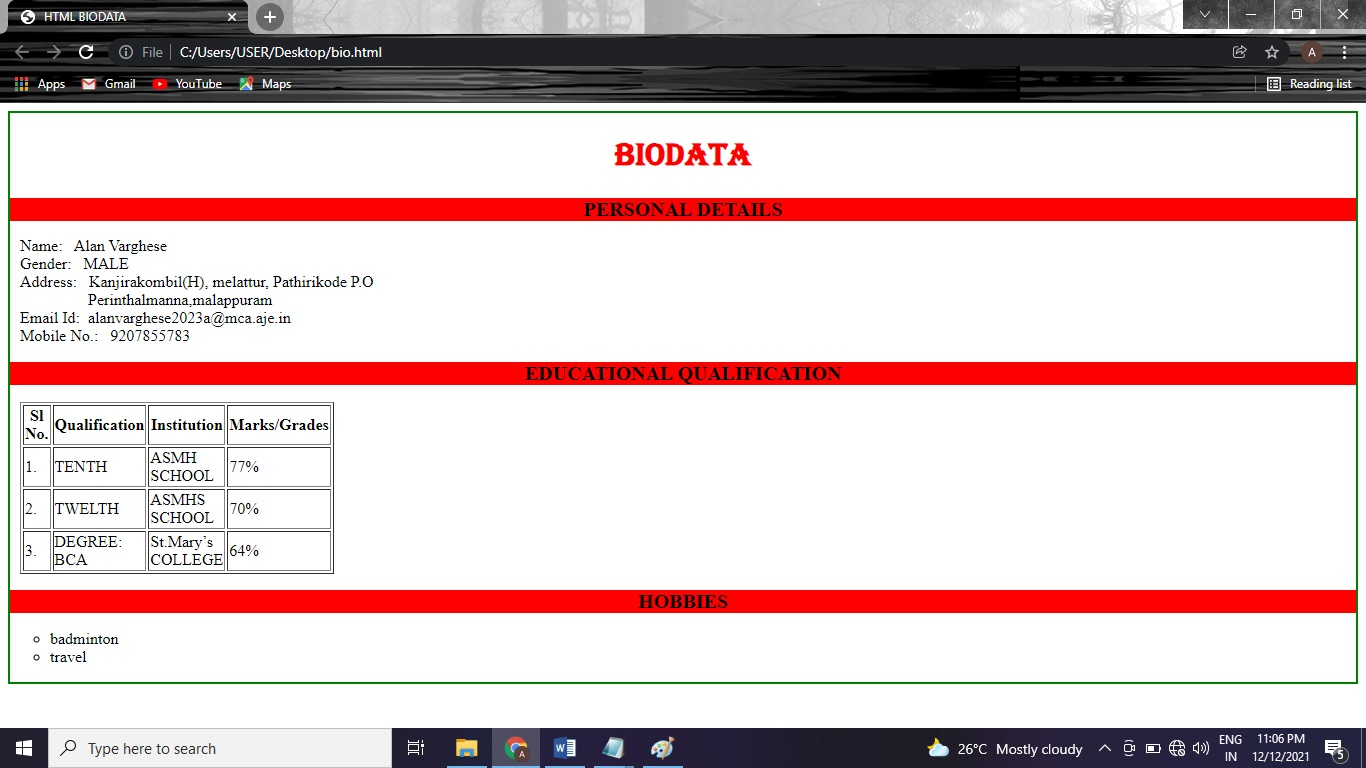 HTML BIODATA
File C:/Users/USER/Desktop/bio.html
A
Apps Gmail YouTube Maps Reading list
BIODATA
PERSONAL DETAILS
Name: Alan Varghese
Gender: MALE
Address: Kanjirakombil(H), melattur, Pathirikode P.O
Perinthalmanna,malappuram
Email Id: alanvarghese2023a@mca.aje.in
Mobile No.: 9207855783
EDUCATIONAL QUALIFICATION
Sl No. Qualification Institution Marks/Grades
1. TENTH ASMH SCHOOL 77%
2. TWELTH ASMHS SCHOOL 70%
3. DEGREE: BCA St.Mary’s COLLEGE 64%
HOBBIES
badminton
travel
Type here to search
A
W
26°C Mostly cloudy
ENG
IN
11:06 PM
12/12/2021
5